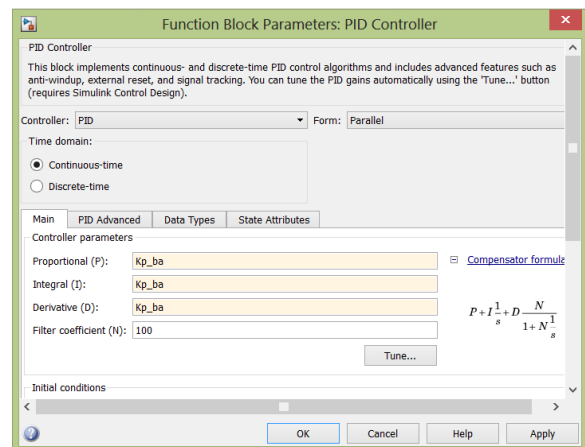 Function Block Parameters: PID Controller
PID Controller
This block implements continuous- and discrete-time PID control algorithms and includes advanced features such as
anti-windup, external reset, and signal tracking. You can tune the PID gains automatically using the 'Tune...' button
(requires Simulink Control Design).
Controller: PID Form: Parallel
Time domain:
Continuous-time
Discrete-time
Main PID Advanced Data Types State Attributes
Controller parameters
Proportional (P): Kp_ba Compensator formula
Integral (I): Kp_ba
Derivative (D): Kp_ba
P+I 1/s +D N/(1+N 1/s)
Filter coefficient (N): 100
Tune...
Initial conditions
OK Cancel Help Apply